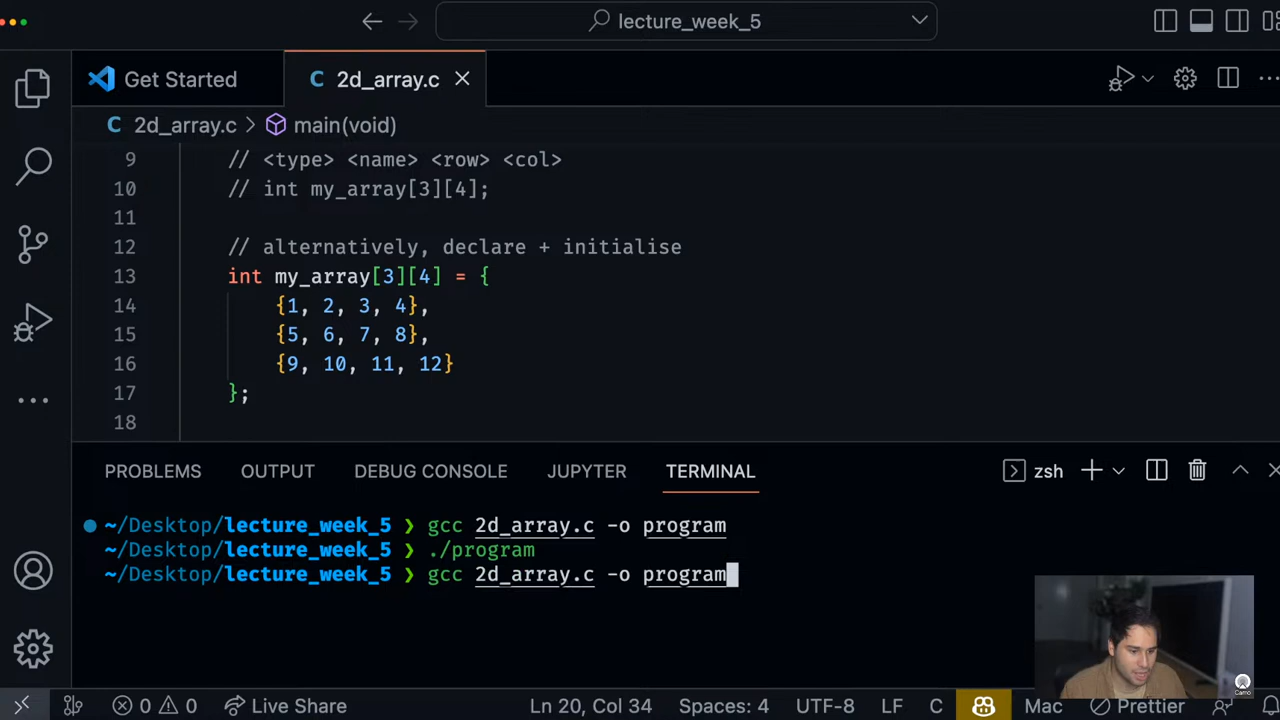 lecture_week_5
Get Started
C 2d_array.c
C 2d_array.c > main(void)
9 // <type> <name> <row> <col>
10 // int my_array[3][4];
11
12 // alternatively, declare + initialise
13 int my_array[3][4] = {
14 {1, 2, 3, 4},
15 {5, 6, 7, 8},
16 {9, 10, 11, 12}
17 };
18
PROBLEMS OUTPUT DEBUG CONSOLE JUPYTER TERMINAL zsh
~/Desktop/lecture_week_5 ❯ gcc 2d_array.c -o program
~/Desktop/lecture_week_5 ❯ ./program
~/Desktop/lecture_week_5 ❯ gcc 2d_array.c -o program
Camo
0 0 Live Share Ln 20, Col 34 Spaces: 4 UTF-8 LF C Mac Prettier